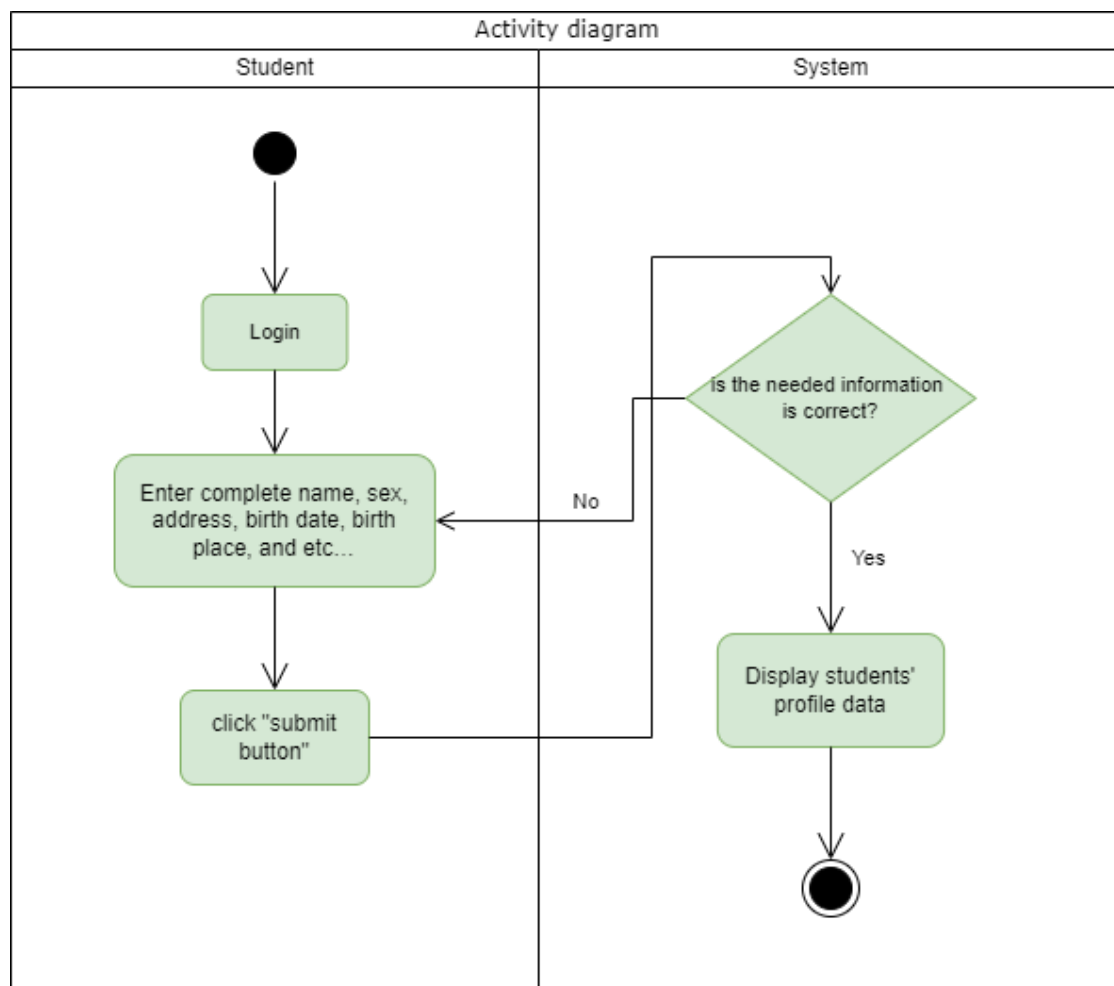 Activity diagram
Student
System
Login
Enter complete name, sex,
address, birth date, birth
place, and etc...
click "submit
button"
is the needed information
is correct?
No
Yes
Display students'
profile data